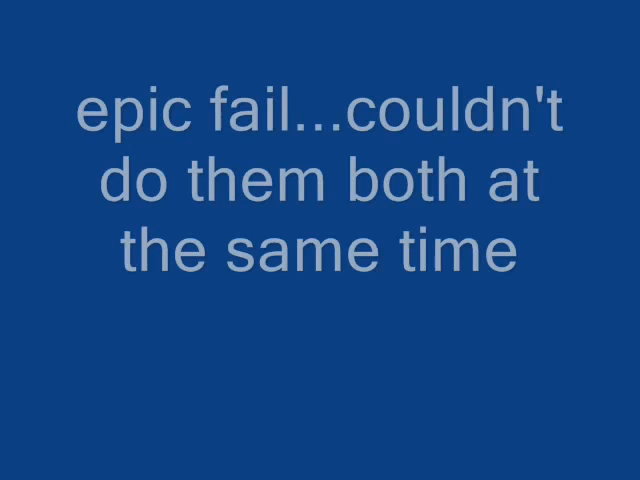 epic fail...couldn't
do them both at
the same time